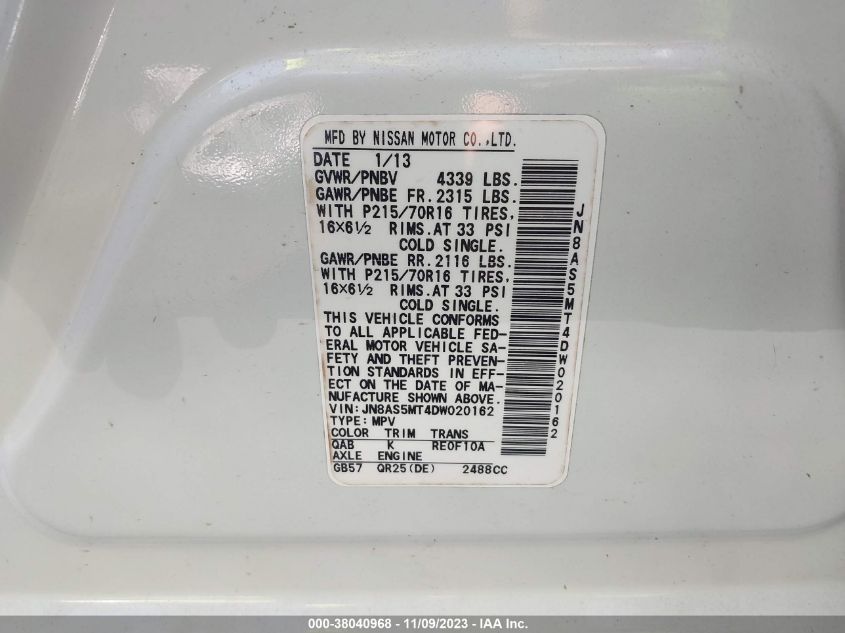 MFD BY NISSAN MOTOR CO.,LTD.
DATE 1/13
GVWR/PNBV 4339 LBS.
GAWR/PNBE FR. 2315 LBS.
WITH P215/70R16 TIRES,
16×6½ RIMS. AT 33 PSI
COLD SINGLE.
GAWR/PNBE RR. 2116 LBS.
WITH P215/70R16 TIRES,
16×6½ RIMS. AT 33 PSI
COLD SINGLE.
THIS VEHICLE CONFORMS
TO ALL APPLICABLE FED-
ERAL MOTOR VEHICLE SA-
FETY AND THEFT PREVEN-
TION STANDARDS IN EFF-
ECT ON THE DATE OF MA-
NUFACTURE SHOWN ABOVE.
VIN: JN8AS5MT4DW020162
TYPE: MPV
COLOR TRIM TRANS
QAB K RE0F10A
AXLE ENGINE
GB57 QR25(DE) 2488CC
JN8AS5MT4DW020162
000-38040968 - 11/09/2023 - IAA Inc.